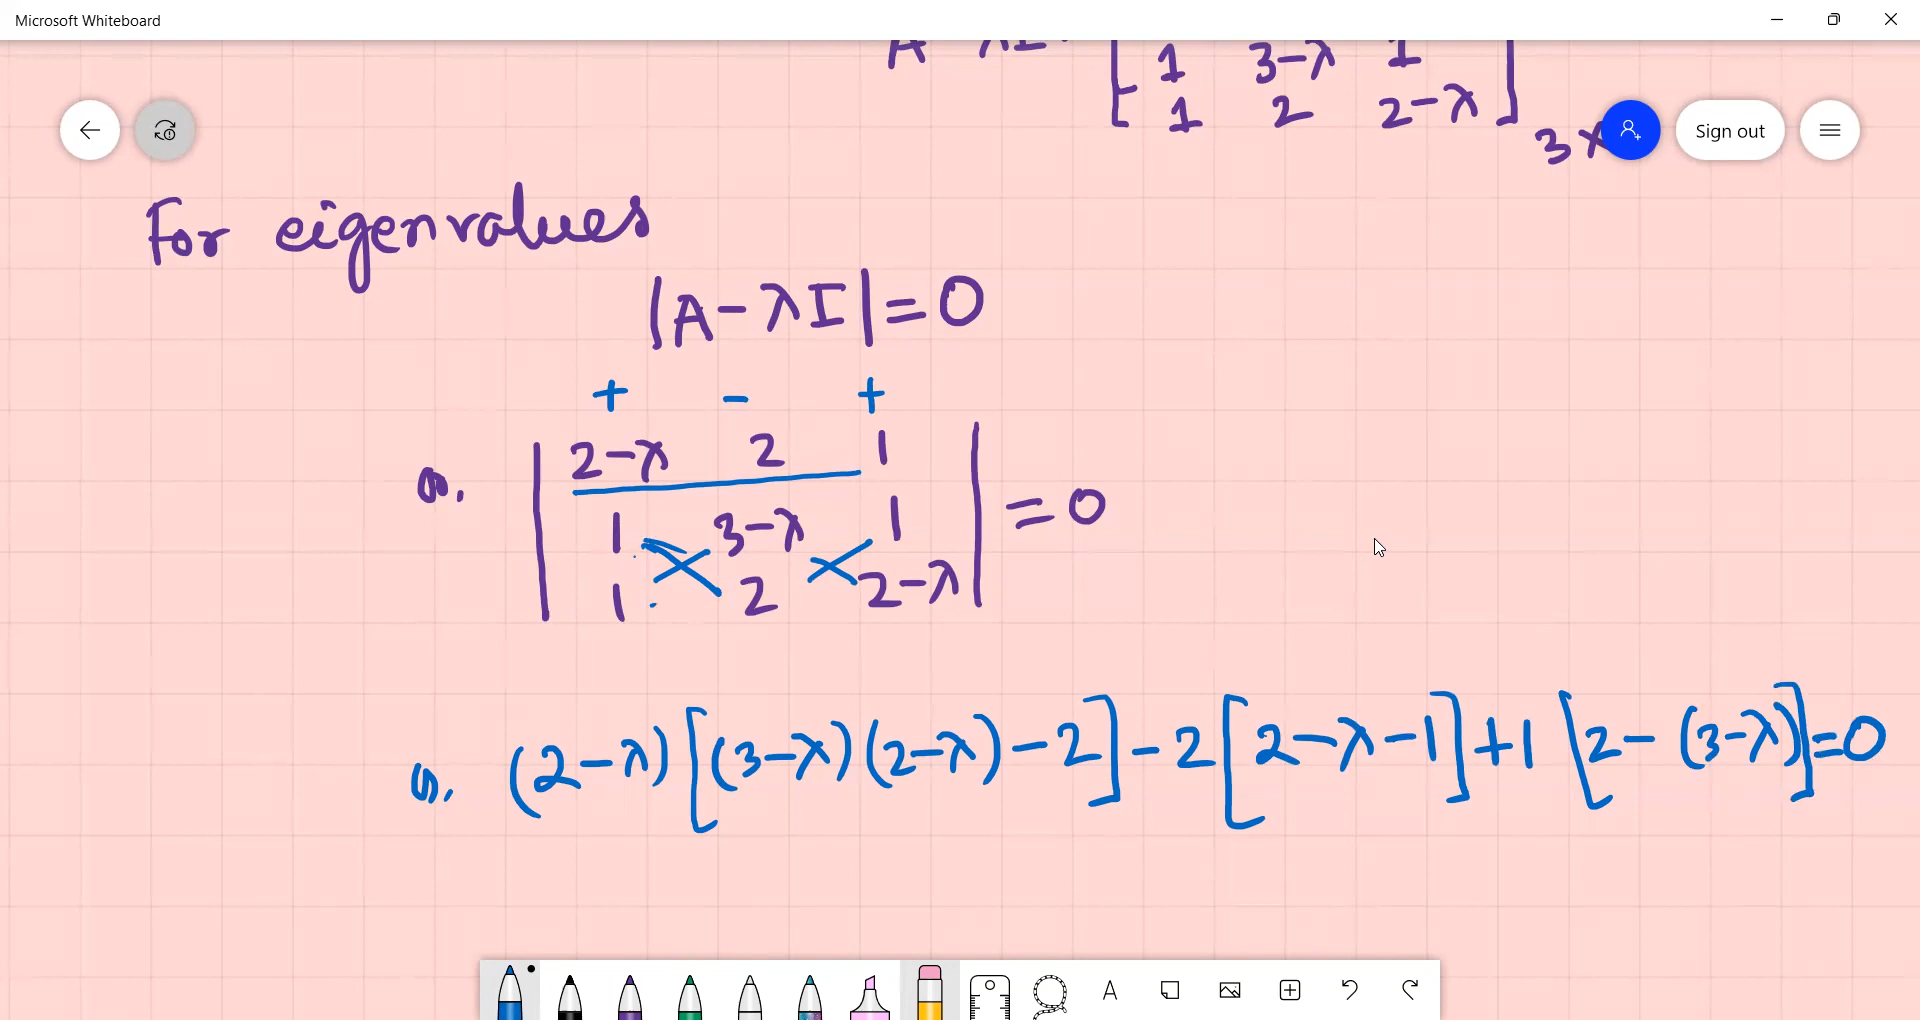 Microsoft Whiteboard
A λI
1 3-λ 1
1 2 2-λ
3×
Sign out
For eigenvalues
|A-λI|=0
+ - +
2-λ 2 1
1 3-λ 1 =0
1 2 2-λ
(2-λ)[(3-λ)(2-λ)-2]-2[2-λ-1]+1[2-(3-λ)]=0
A